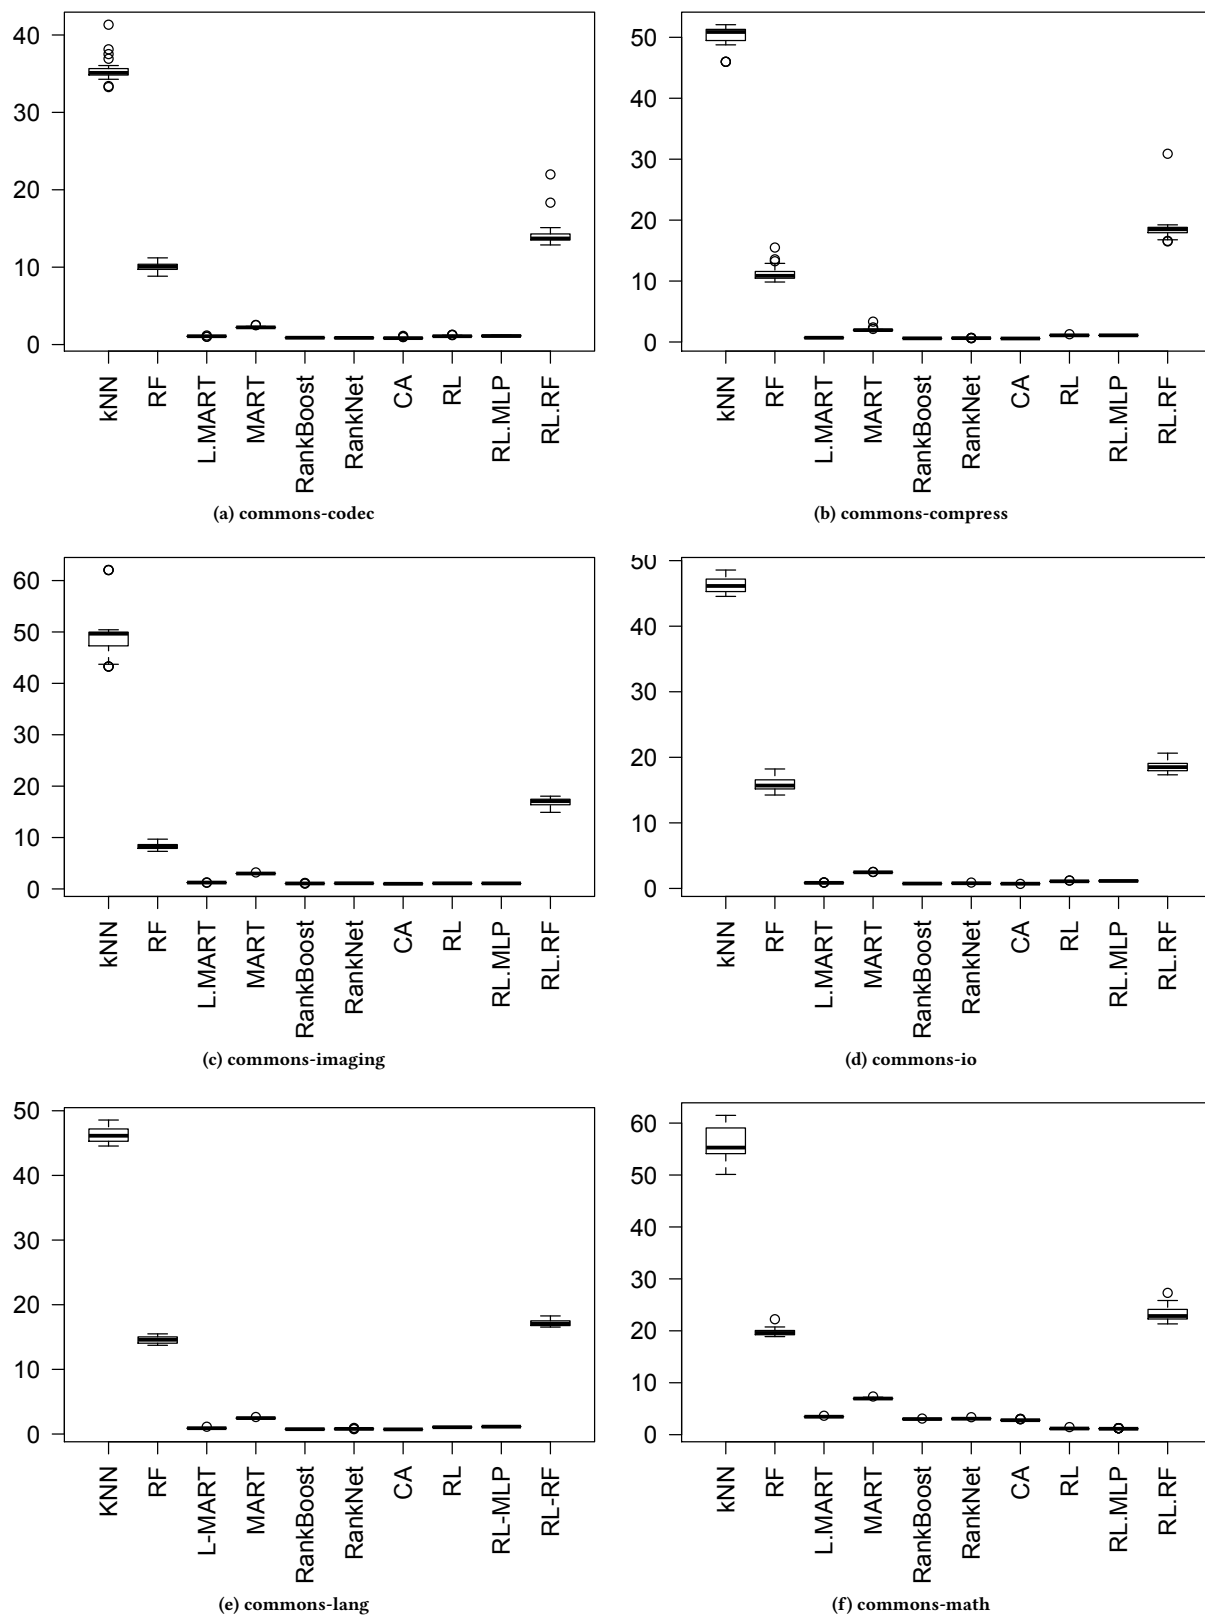 40
30
20
10
0
kNN
RF
L.MART
MART
RankBoost
RankNet
CA
RL
RL.MLP
RL.RF
(a) commons-codec
50
40
30
20
10
0
kNN
RF
L.MART
MART
RankBoost
RankNet
CA
RL
RL.MLP
RL.RF
(b) commons-compress
60
50
40
30
20
10
0
kNN
RF
L.MART
MART
RankBoost
RankNet
CA
RL
RL.MLP
RL.RF
(c) commons-imaging
50
40
30
20
10
0
kNN
RF
L.MART
MART
RankBoost
RankNet
CA
RL
RL.MLP
RL.RF
(d) commons-io
50
40
30
20
10
0
KNN
RF
L-MART
MART
RankBoost
RankNet
CA
RL
RL-MLP
RL-RF
(e) commons-lang
60
50
40
30
20
10
0
kNN
RF
L.MART
MART
RankBoost
RankNet
CA
RL
RL.MLP
RL.RF
(f) commons-math